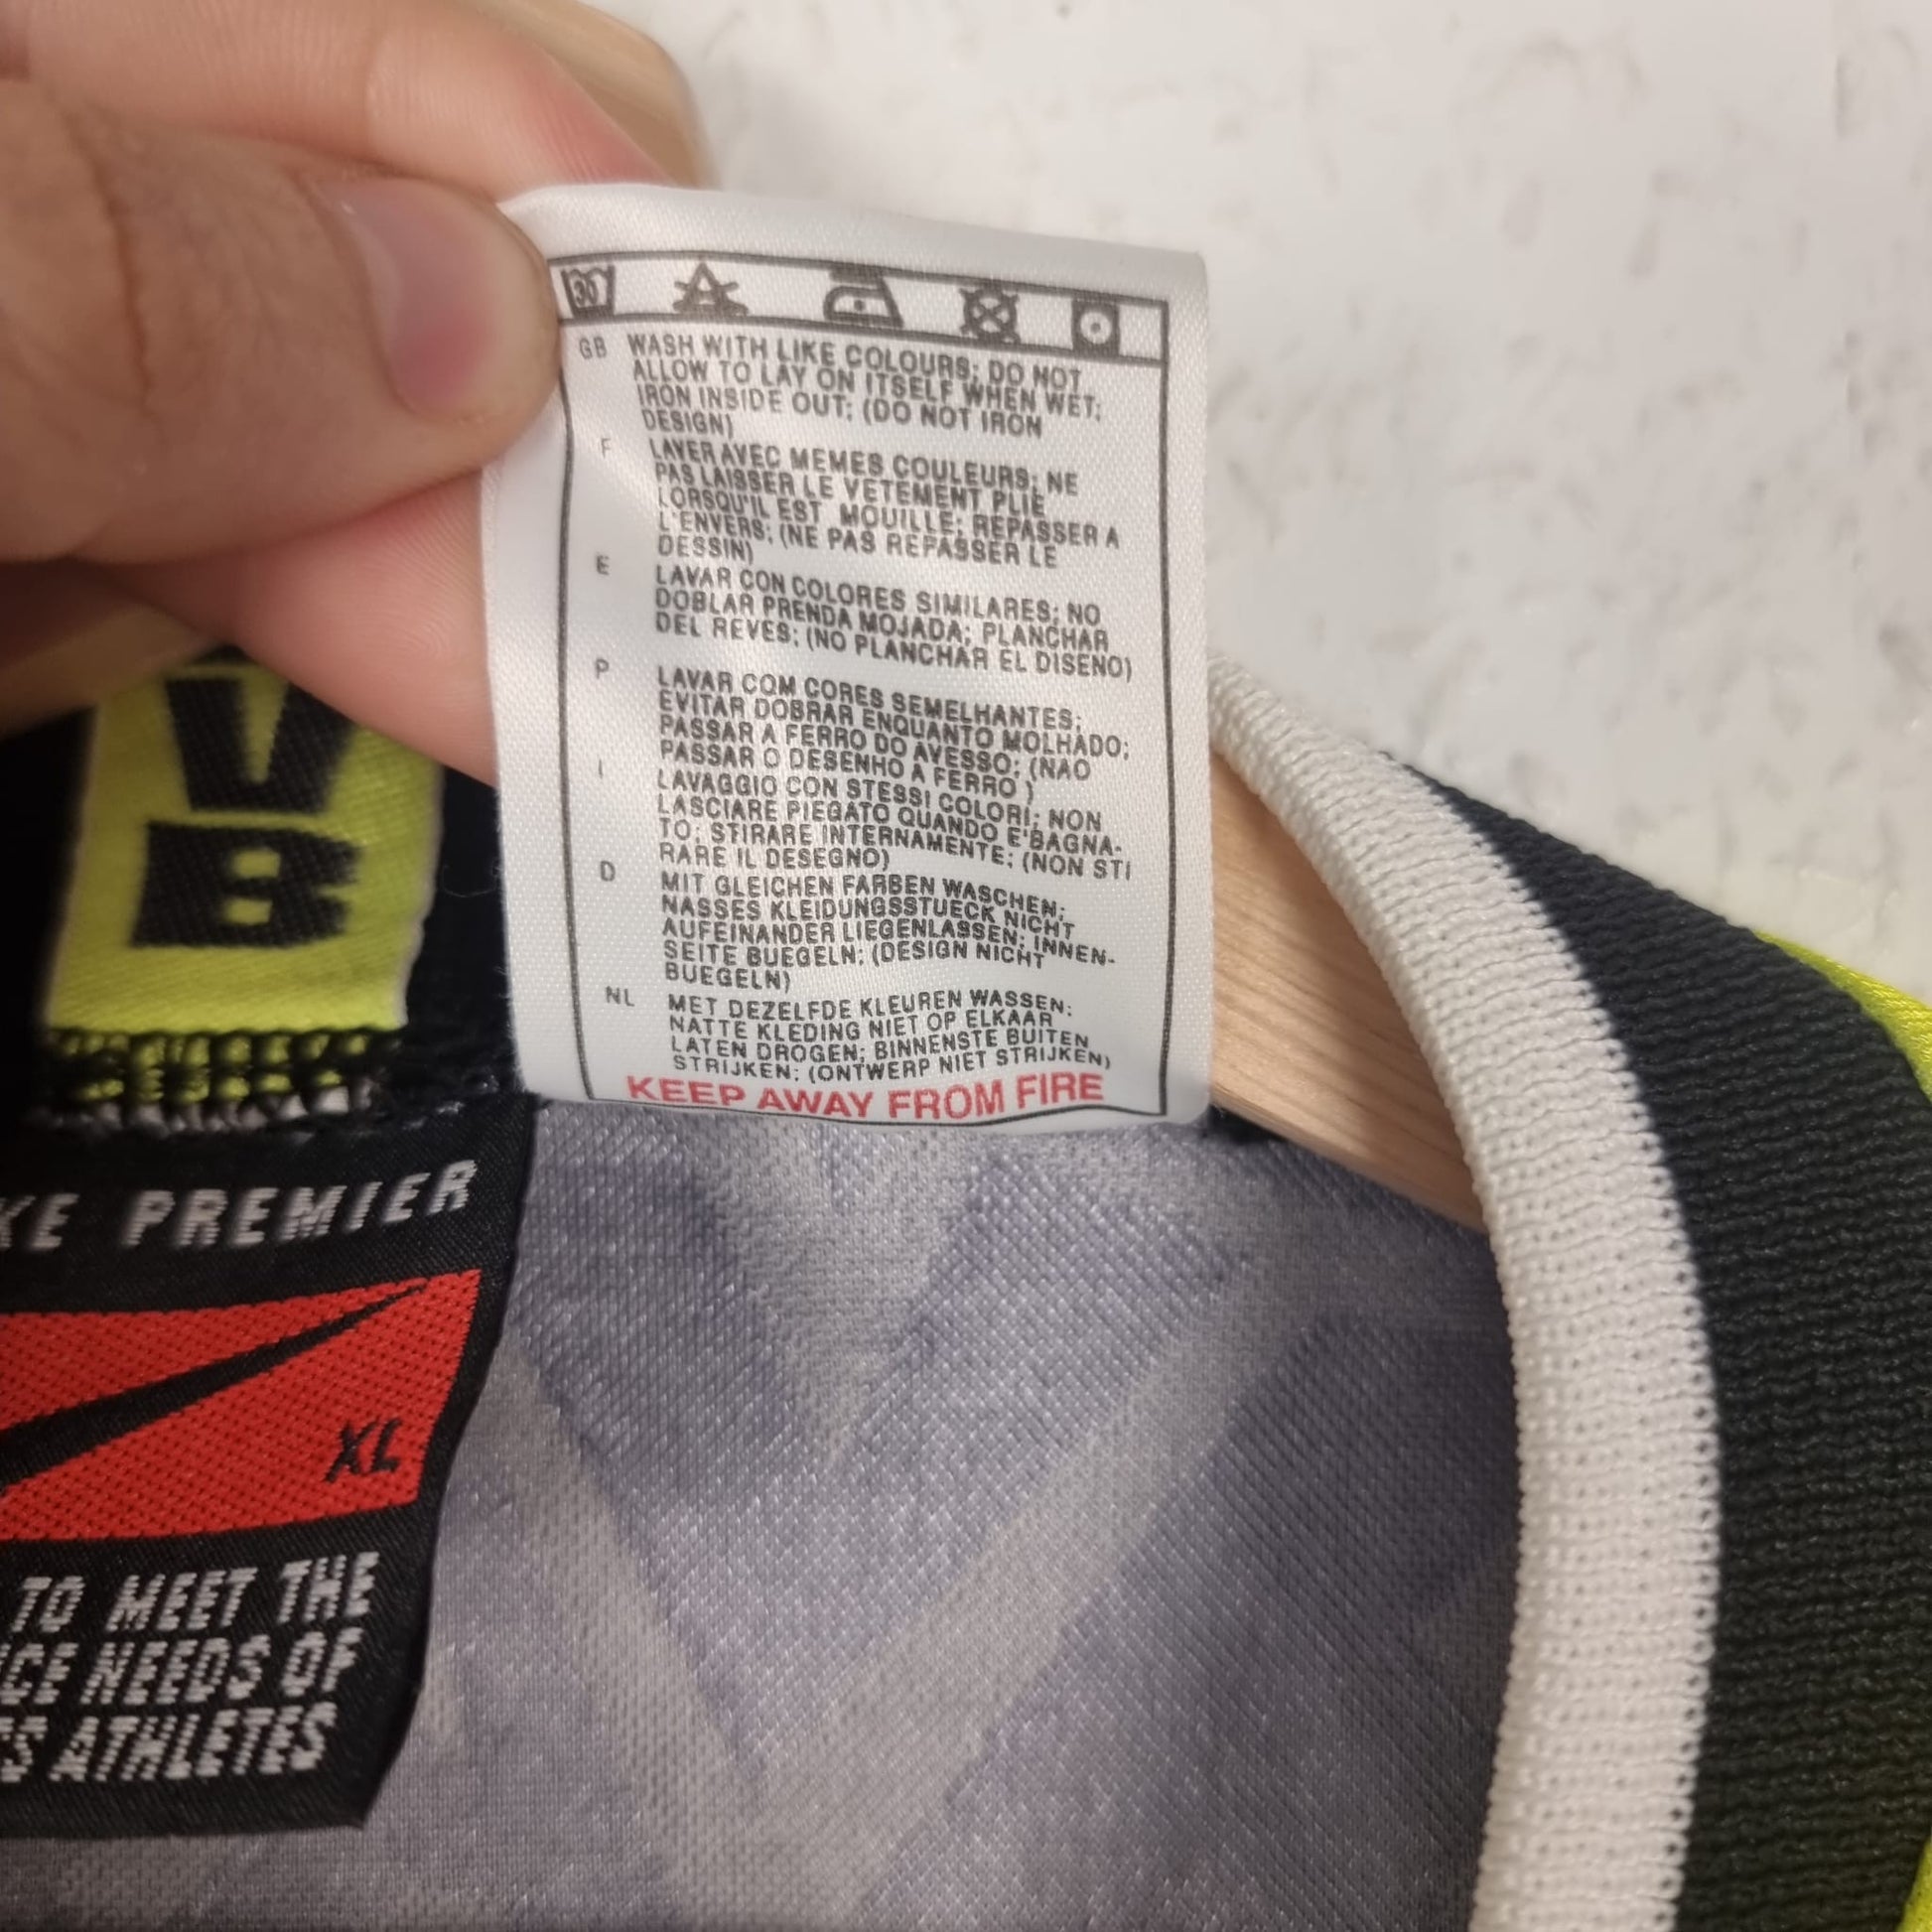 30
GB WASH WITH LIKE COLOURS; DO NOT
ALLOW TO LAY ON ITSELF WHEN WET;
IRON INSIDE OUT; (DO NOT IRON
DESIGN)
F LAVER AVEC MEMES COULEURS; NE
PAS LAISSER LE VETEMENT PLIE
LORSQU'IL EST MOUILLE; REPASSER A
L'ENVERS; (NE PAS REPASSER LE
DESSIN)
E LAVAR CON COLORES SIMILARES; NO
DOBLAR PRENDA MOJADA; PLANCHAR
DEL REVES; (NO PLANCHAR EL DISENO)
P LAVAR COM CORES SEMELHANTES;
EVITAR DOBRAR ENQUANTO MOLHADO;
PASSAR A FERRO DO AVESSO; (NAO
PASSAR O DESENHO A FERRO )
I LAVAGGIO CON STESSI COLORI; NON
LASCIARE PIEGATO QUANDO E'BAGNA-
TO; STIRARE INTERNAMENTE; (NON STI
RARE IL DESEGNO)
D MIT GLEICHEN FARBEN WASCHEN;
NASSES KLEIDUNGSSTUECK NICHT
AUFEINANDER LIEGENLASSEN; INNEN-
SEITE BUEGELN; (DESIGN NICHT
BUEGELN)
NL MET DEZELFDE KLEUREN WASSEN;
NATTE KLEDING NIET OP ELKAAR
LATEN DROGEN; BINNENSTE BUITEN
STRIJKEN; (ONTWERP NIET STRIJKEN)
KEEP AWAY FROM FIRE
V
B
KE PREMIER
XL
TO MEET THE
CE NEEDS OF
S ATHLETES